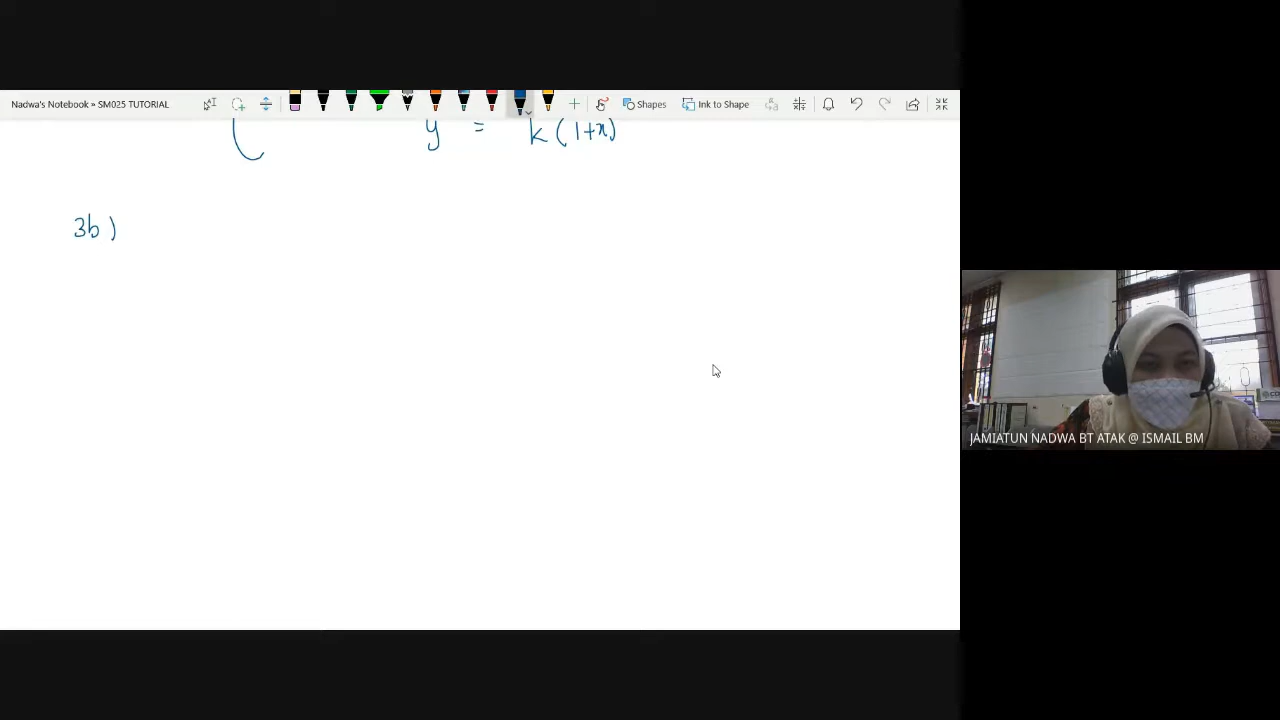 Nadwa's Notebook » SM025 TUTORIAL
Shapes
Ink to Shape
y = k(1+x)
3b)
JAMIATUN NADWA BT ATAK @ ISMAIL BM